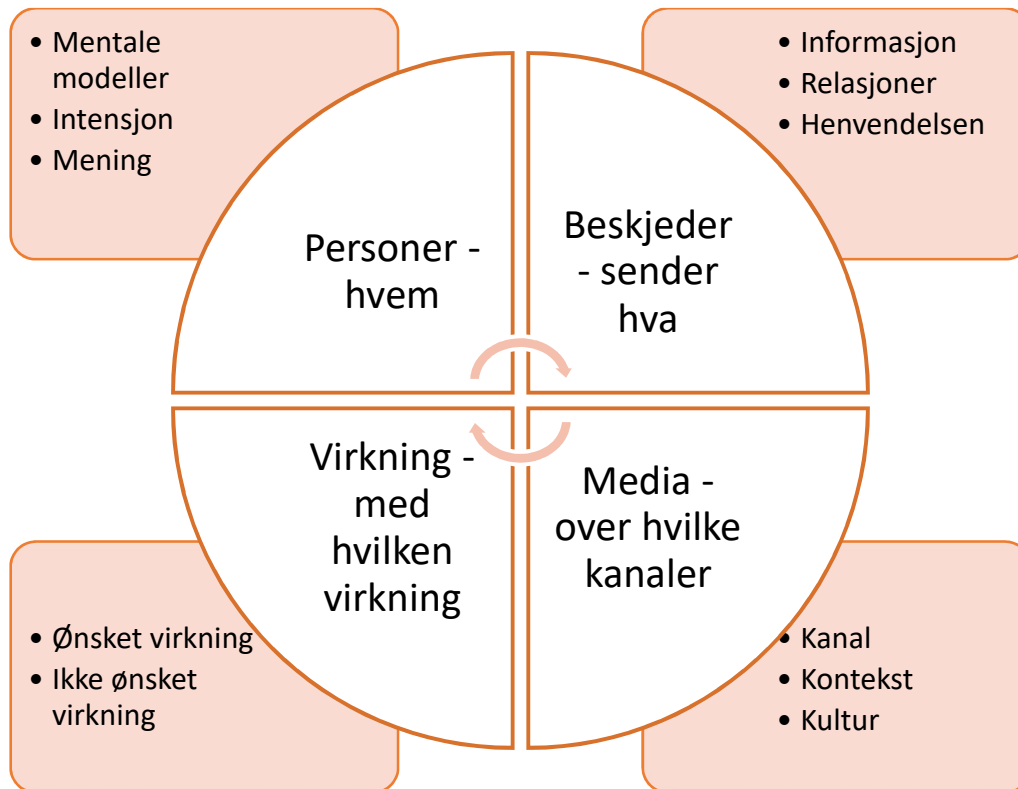 • Mentale
modeller
• Intensjon
• Mening
• Informasjon
• Relasjoner
• Henvendelsen
Personer -
hvem
Beskjeder
- sender
hva
Virkning -
med
hvilken
virkning
Media -
over hvilke
kanaler
• Ønsket virkning
• Ikke ønsket
virkning
• Kanal
• Kontekst
• Kultur